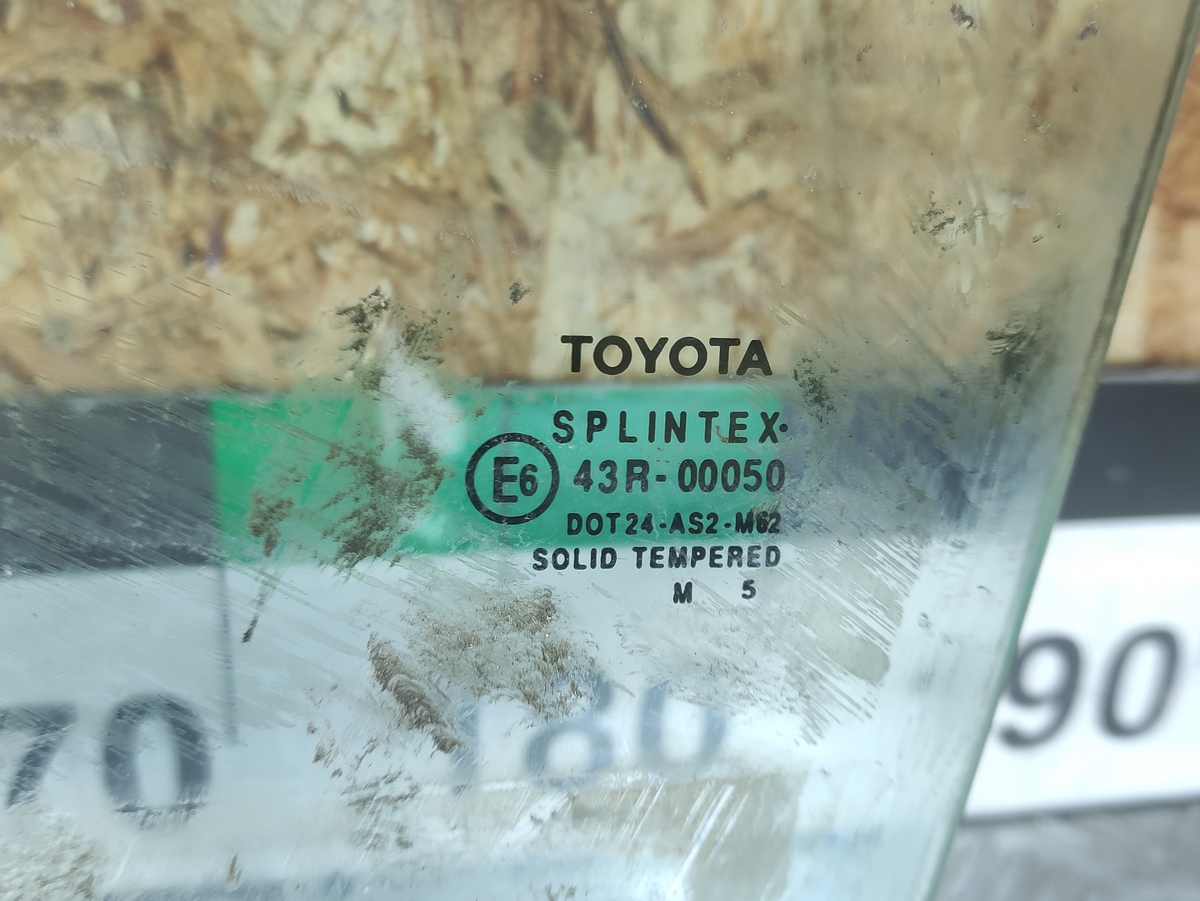 TOYOTA
SPLINTEX
E6 43R-00050
DOT24-AS2-M62
SOLID TEMPERED
M 5
70
180
90